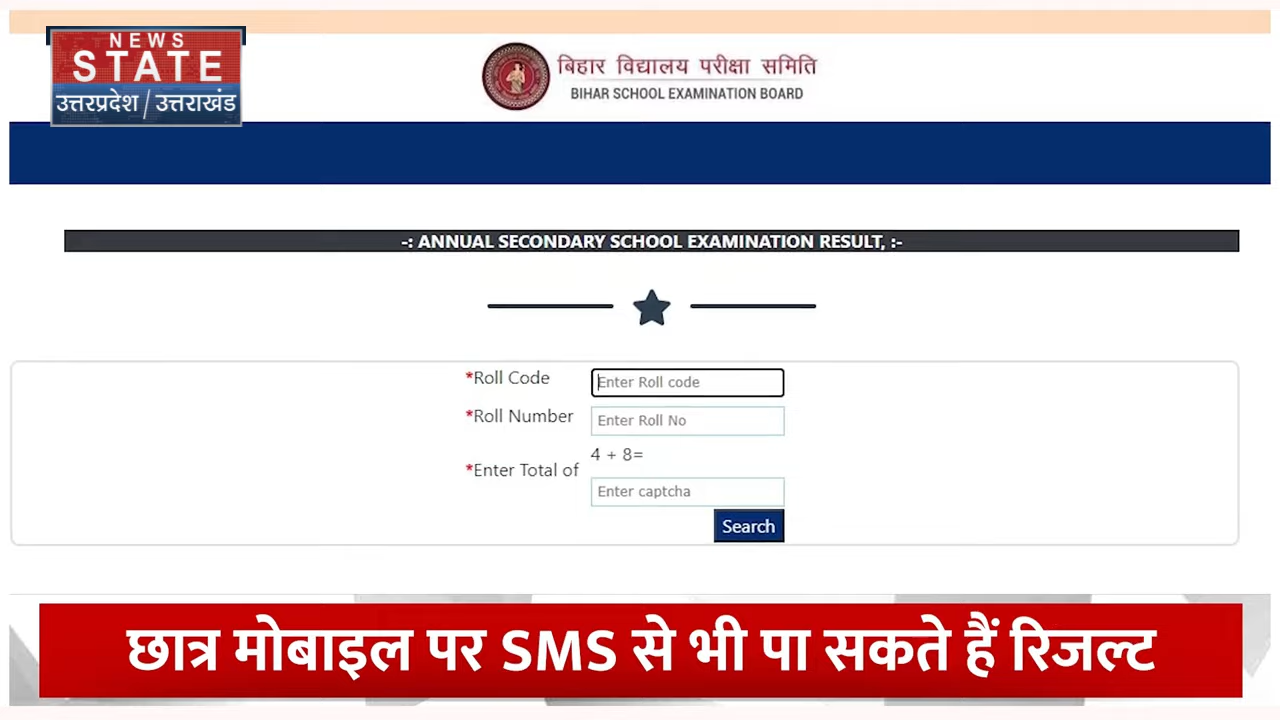 NEWS
STATE
उत्तरप्रदेश / उत्तराखंड
बिहार विद्यालय परीक्षा समिति
BIHAR SCHOOL EXAMINATION BOARD
-: ANNUAL SECONDARY SCHOOL EXAMINATION RESULT, :-
*Roll Code Enter Roll code
*Roll Number Enter Roll No
4 + 8=
*Enter Total of
Enter captcha
Search
छात्र मोबाइल पर SMS से भी पा सकते हैं रिजल्ट